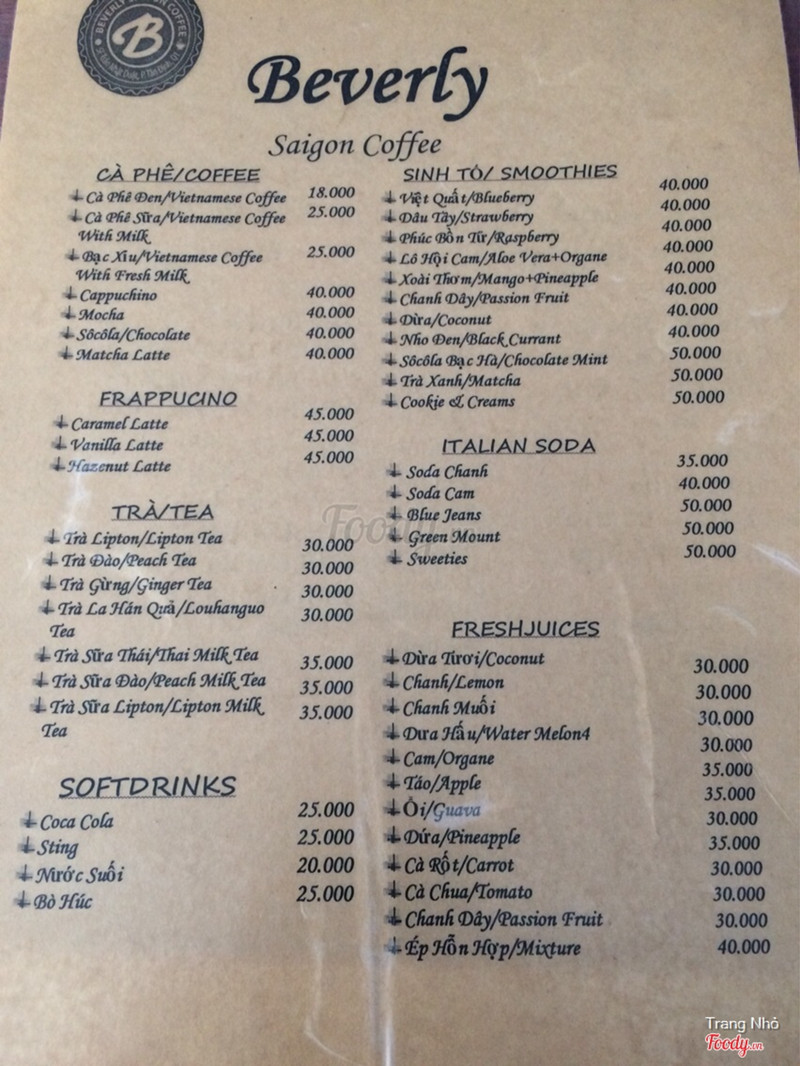 BEVERLY SAIGON COFFEE
B
Beverly
Saigon Coffee
CÀ PHÊ/COFFEE
Cà Phê Đen/Vietnamese Coffee 18.000
Cà Phê Sữa/Vietnamese Coffee 25.000
With Milk
Bạc Xỉu/Vietnamese Coffee 25.000
With Fresh Milk
Cappuchino 40.000
Mocha 40.000
Sôcôla/Chocolate 40.000
Matcha Latte 40.000
FRAPPUCINO
Caramel Latte 45.000
Vanilla Latte 45.000
Hazenut Latte 45.000
TRÀ/TEA
Trà Lipton/Lipton Tea 30.000
Trà Đào/Peach Tea 30.000
Trà Gừng/Ginger Tea 30.000
Trà La Hán Quả/Louhanguo 30.000
Tea
Trà Sữa Thái/Thai Milk Tea 35.000
Trà Sữa Đào/Peach Milk Tea 35.000
Trà Sữa Lipton/Lipton Milk 35.000
Tea
SOFTDRINKS
Coca Cola 25.000
Sting 25.000
Nước Suối 20.000
Bò Húc 25.000
SINH TÔ/ SMOOTHIES
Việt Quất/Blueberry 40.000
Dâu Tây/Strawberry 40.000
Phúc Bồn Tử/Raspberry 40.000
Lô Hội Cam/Aloe Vera+Organe 40.000
Xoài Thơm/Mango+Pineapple 40.000
Chanh Dây/Passion Fruit 40.000
Dừa/Coconut 40.000
Nho Đen/Black Currant 40.000
Sôcôla Bạc Hà/Chocolate Mint 50.000
Trà Xanh/Matcha 50.000
Cookie & Creams 50.000
ITALIAN SODA
Soda Chanh 35.000
Soda Cam 40.000
Blue Jeans 50.000
Green Mount 50.000
Sweeties 50.000
FRESHJUICES
Dừa Tươi/Coconut 30.000
Chanh/Lemon 30.000
Chanh Muối 30.000
Dưa Hấu/Water Melon4 30.000
Cam/Organe 35.000
Táo/Apple 35.000
Ổi/Guava 30.000
Dứa/Pineapple 35.000
Cà Rốt/Carrot 30.000
Cà Chua/Tomato 30.000
Chanh Dây/Passion Fruit 30.000
Ép Hỗn Hợp/Mixture 40.000
Foody
Trang Nhỏ
Foody.vn